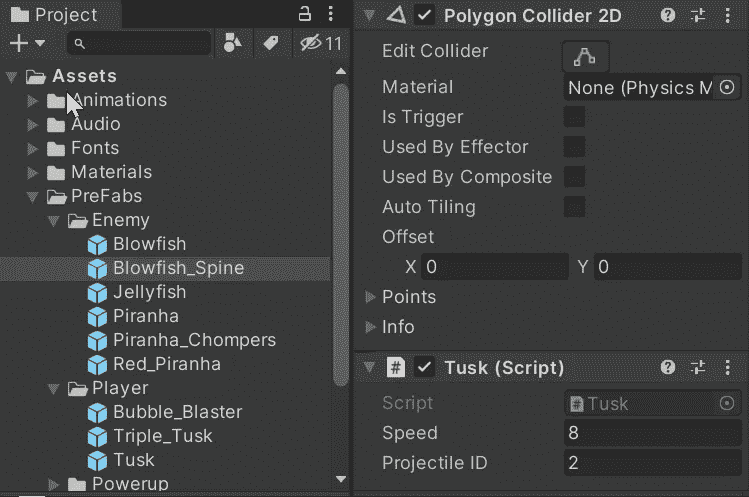 Project
11
Assets
Animations
Audio
Fonts
Materials
PreFabs
Enemy
Blowfish
Blowfish_Spine
Jellyfish
Piranha
Piranha_Chompers
Red_Piranha
Player
Bubble_Blaster
Triple_Tusk
Tusk
Powerup
Polygon Collider 2D
Edit Collider
Material None (Physics M
Is Trigger
Used By Effector
Used By Composite
Auto Tiling
Offset
X 0 Y 0
Points
Info
# Tusk (Script)
Script # Tusk
Speed 8
Projectile ID 2